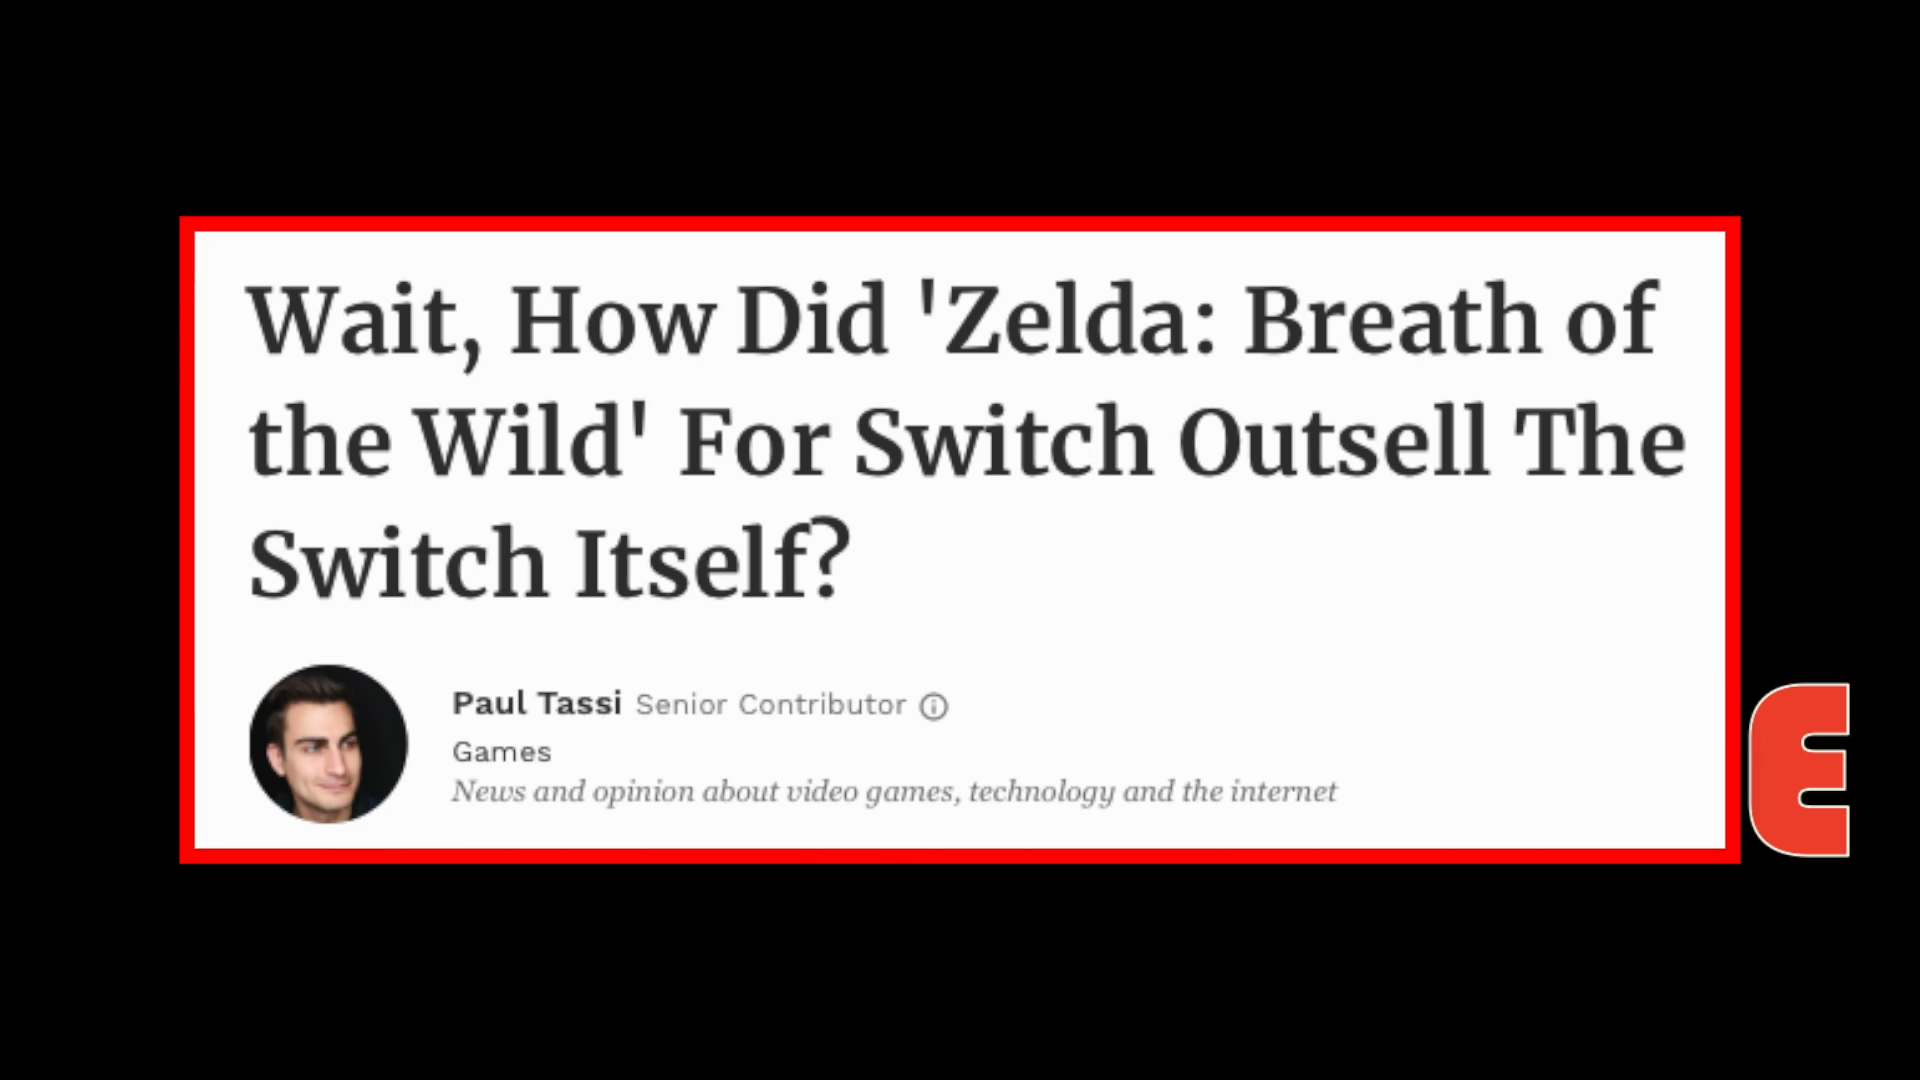 Wait, How Did 'Zelda: Breath of
the Wild' For Switch Outsell The
Switch Itself?
Paul Tassi Senior Contributor
Games
News and opinion about video games, technology and the internet
E